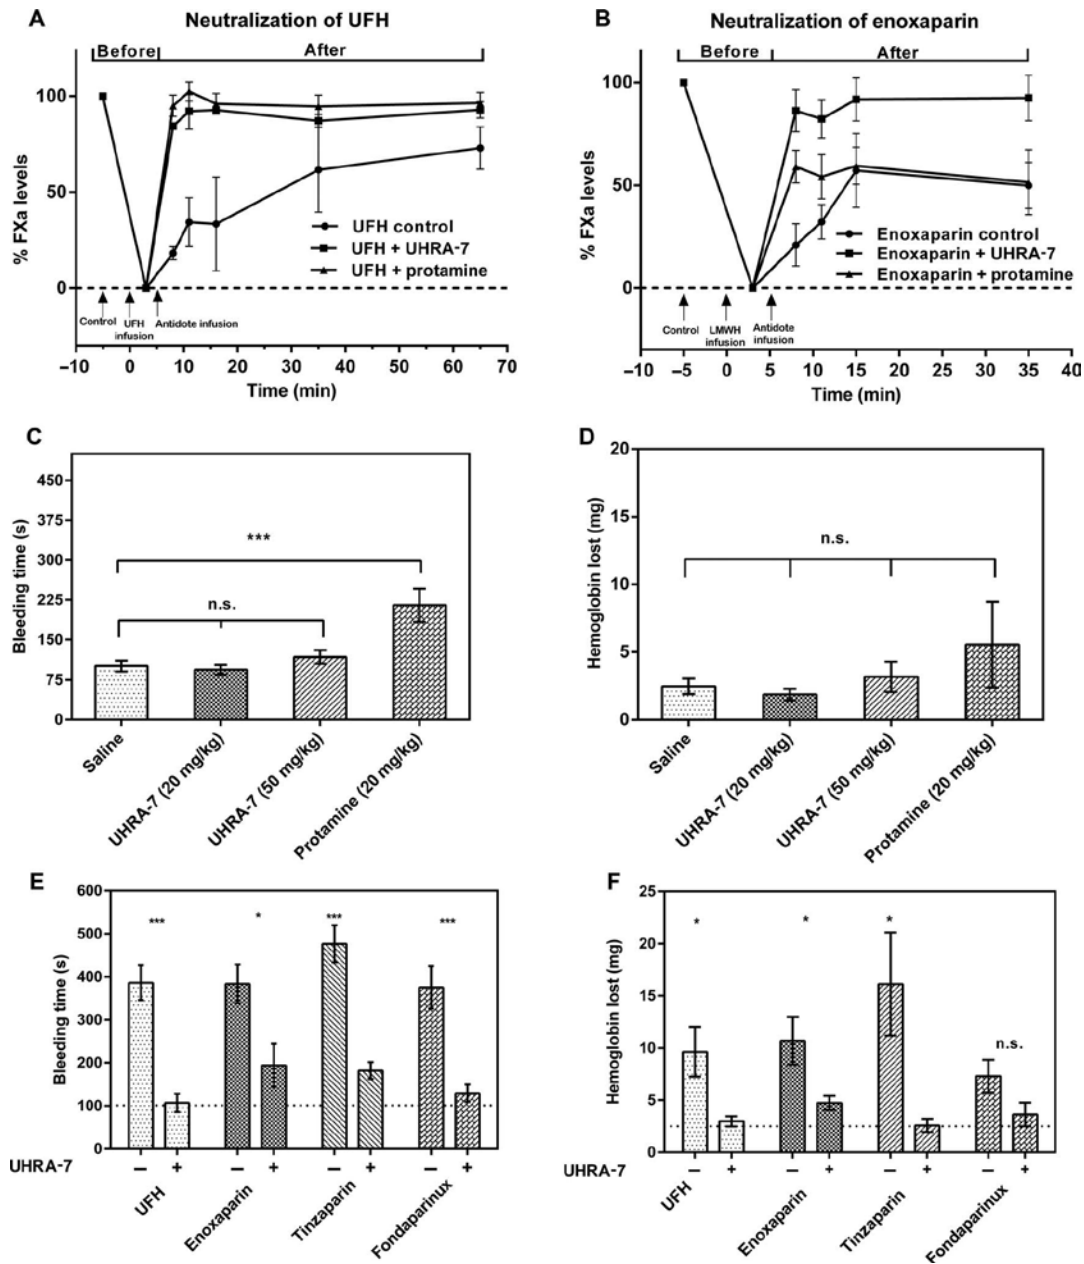 A
Neutralization of UFH
Before
After
% FXa levels
100
50
0
UFH control
UFH + UHRA-7
UFH + protamine
Control
UFH
infusion
Antidote infusion
–10 0 10 20 30 40 50 60 70
Time (min)
B
Neutralization of enoxaparin
Before
After
% FXa levels
100
50
0
Enoxaparin control
Enoxaparin + UHRA-7
Enoxaparin + protamine
Control
LMWH
infusion
Antidote
infusion
–10 –5 0 5 10 15 20 25 30 35 40
Time (min)
C
Bleeding time (s)
450
375
300
225
150
75
0
***
n.s.
Saline
UHRA-7 (20 mg/kg)
UHRA-7 (50 mg/kg)
Protamine (20 mg/kg)
D
Hemoglobin lost (mg)
20
15
10
5
0
n.s.
Saline
UHRA-7 (20 mg/kg)
UHRA-7 (50 mg/kg)
Protamine (20 mg/kg)
E
Bleeding time (s)
600
500
400
300
200
100
0
*** * *** ***
UHRA-7 – + – + – + – +
UFH
Enoxaparin
Tinzaparin
Fondaparinux
F
Hemoglobin lost (mg)
25
20
15
10
5
0
* * * n.s.
UHRA-7 – + – + – + – +
UFH
Enoxaparin
Tinzaparin
Fondaparinux